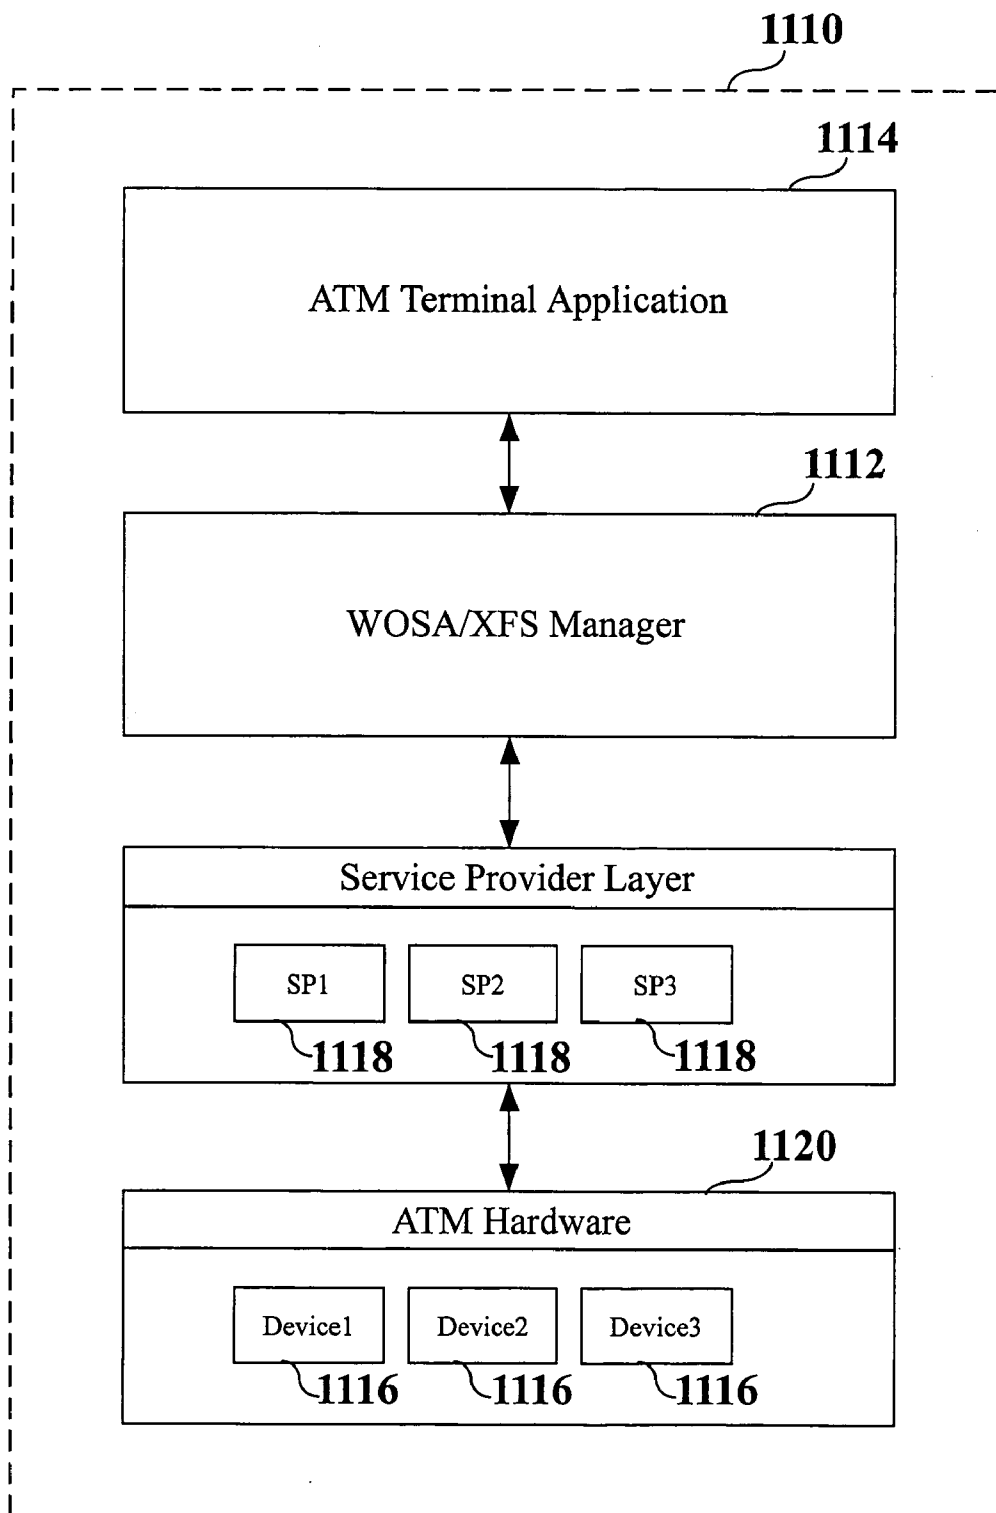 1110
1114
ATM Terminal Application
1112
WOSA/XFS Manager
Service Provider Layer
SP1 SP2 SP3
1118 1118 1118
1120
ATM Hardware
Device1 Device2 Device3
1116 1116 1116